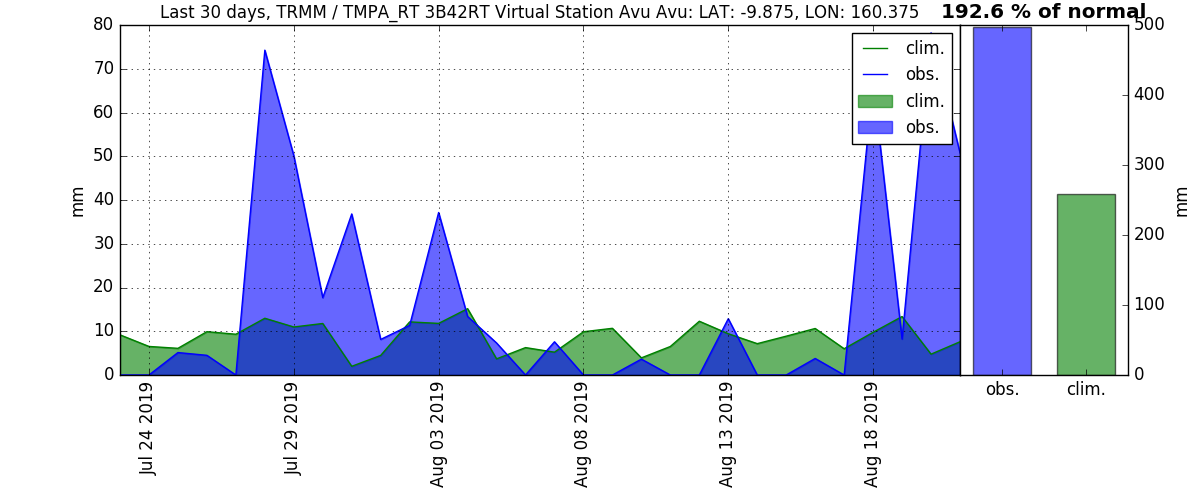 Last 30 days, TRMM / TMPA_RT 3B42RT Virtual Station Avu Avu: LAT: -9.875, LON: 160.375
192.6 % of normal
clim.
obs.
clim.
obs.
mm
80
70
60
50
40
30
20
10
0
Jul 24 2019
Jul 29 2019
Aug 03 2019
Aug 08 2019
Aug 13 2019
Aug 18 2019
500
400
300
200
100
0
mm
obs.
clim.